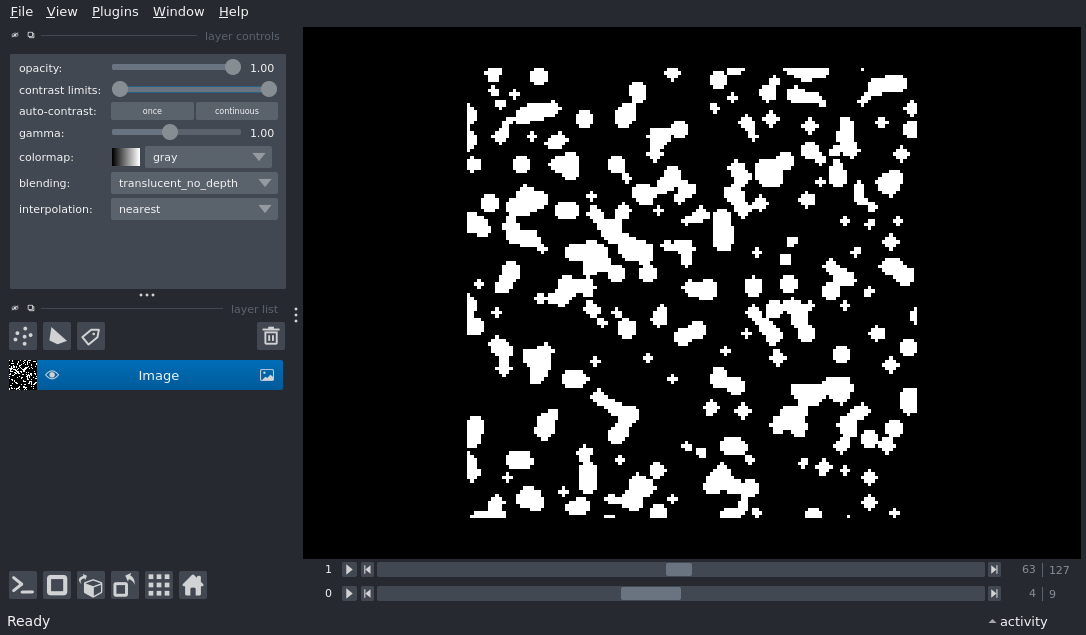 File View Plugins Window Help
layer controls
opacity: 1.00
contrast limits:
auto-contrast: once continuous
gamma: 1.00
colormap: gray
blending: translucent_no_depth
interpolation: nearest
layer list
Image
1 63 127
0 4 9
Ready activity